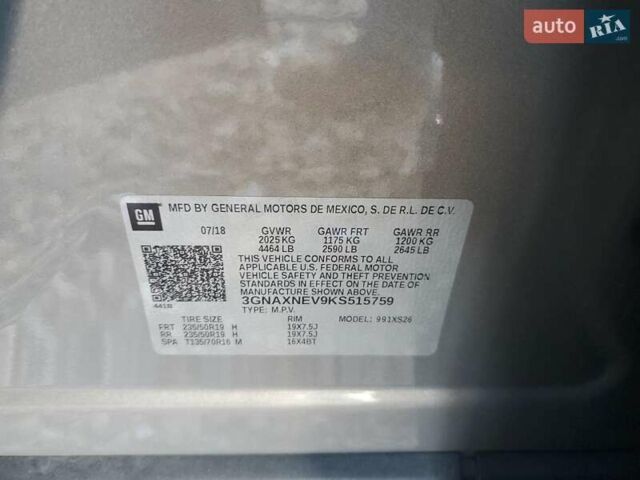 auto RIA
.com
GM
MFD BY GENERAL MOTORS DE MEXICO, S. DE R.L. DE C.V.
07/18 GVWR GAWR FRT GAWR RR
2025 KG 1175 KG 1200 KG
4464 LB 2590 LB 2645 LB
THIS VEHICLE CONFORMS TO ALL
APPLICABLE U.S. FEDERAL MOTOR
VEHICLE SAFETY AND THEFT PREVENTION
STANDARDS IN EFFECT ON THE DATE OF
MANUFACTURE SHOWN ABOVE.
441B 3GNAXNEV9KS515759
TYPE: M.P.V.
TIRE SIZE RIM MODEL: 991XS26
FRT 235/50R19 H 19X7.5J
RR 235/50R19 H 19X7.5J
SPA T135/70R16 M 16X4BT